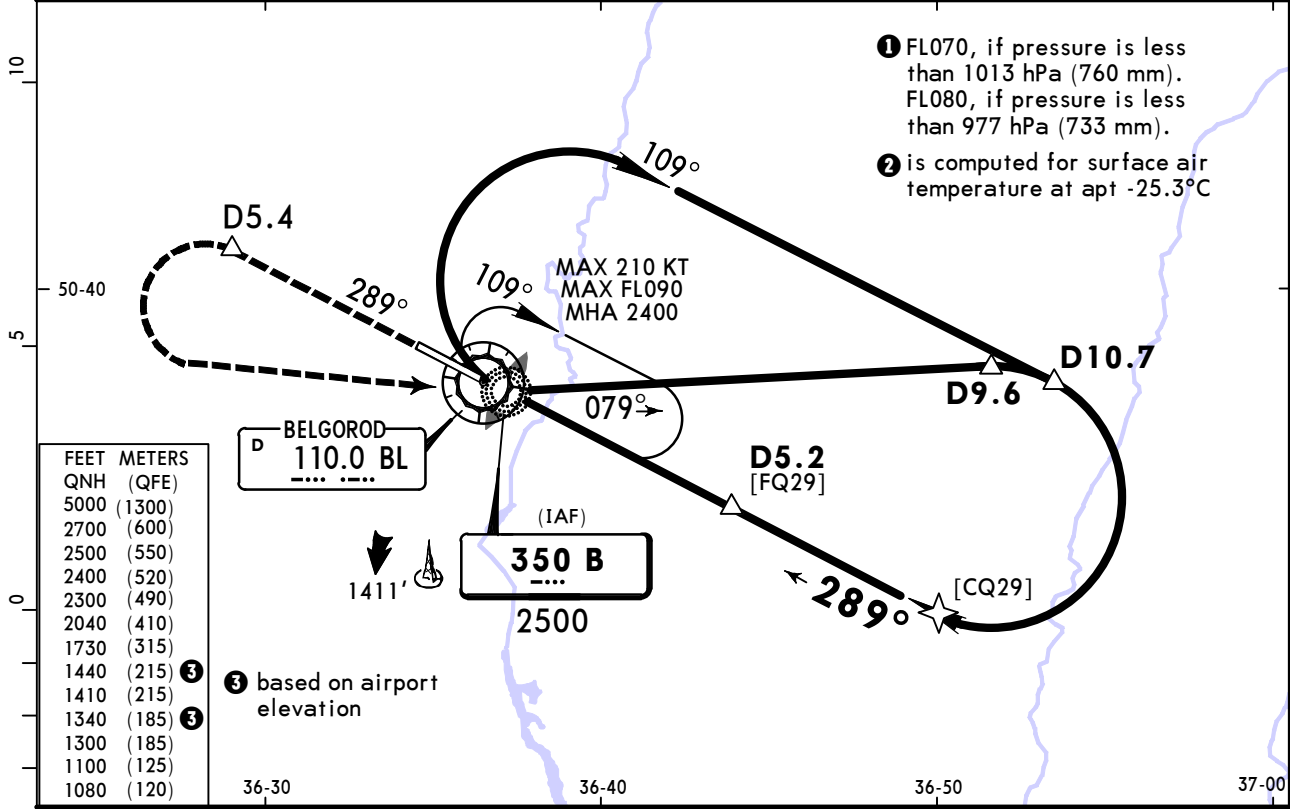 10
❶ FL070, if pressure is less
than 1013 hPa (760 mm).
FL080, if pressure is less
than 977 hPa (733 mm).
❷ is computed for surface air
temperature at apt -25.3°C
109°
D5.4
289°
50-40
109°
MAX 210 KT
MAX FL090
MHA 2400
5
D10.7
D9.6
079°
BELGOROD
D 110.0 BL
D5.2
[FQ29]
(IAF)
350 B
2500
1411'
289°
[CQ29]
0
FEET METERS
QNH (QFE)
5000 (1300)
2700 (600)
2500 (550)
2400 (520)
2300 (490)
2040 (410)
1730 (315)
1440 (215) ❸
1410 (215)
1340 (185) ❸
1300 (185)
1100 (125)
1080 (120)
❸ based on airport
elevation
36-30
36-40
36-50
37-00